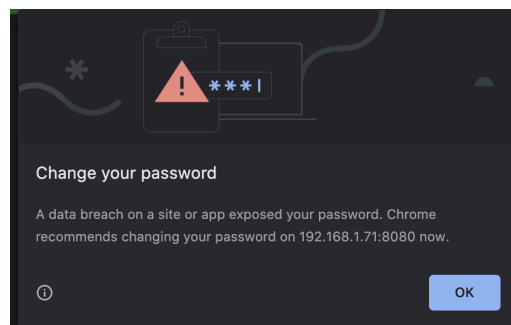 ***
Change your password
A data breach on a site or app exposed your password. Chrome
recommends changing your password on 192.168.1.71:8080 now.
OK